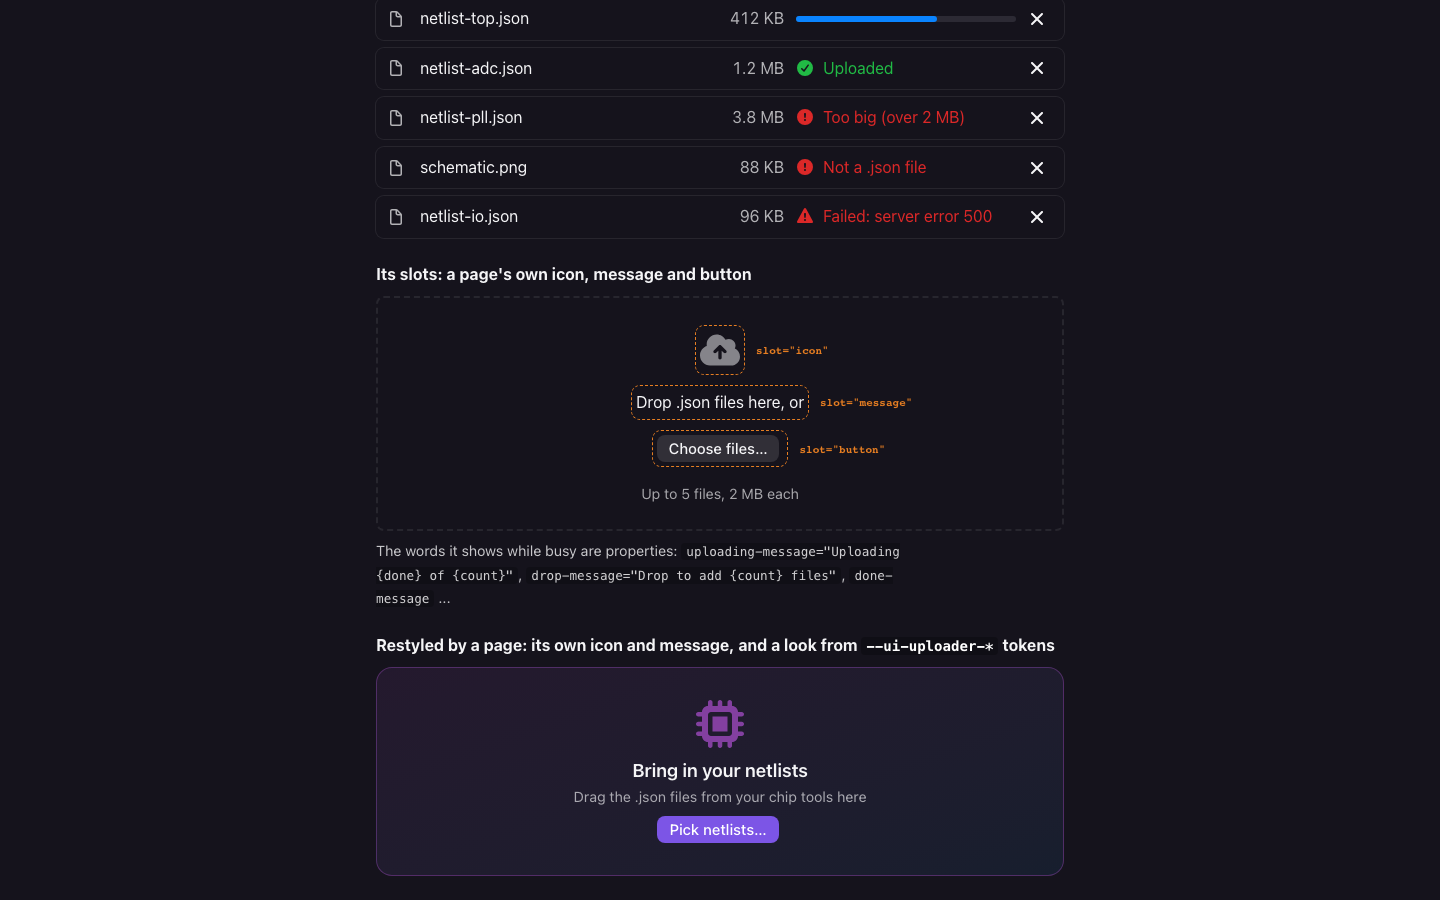 netlist-top.json 412 KB
netlist-adc.json 1.2 MB Uploaded
netlist-pll.json 3.8 MB Too big (over 2 MB)
schematic.png 88 KB Not a .json file
netlist-io.json 96 KB Failed: server error 500
Its slots: a page's own icon, message and button
slot="icon"
Drop .json files here, or slot="message"
Choose files... slot="button"
Up to 5 files, 2 MB each
The words it shows while busy are properties: uploading-message="Uploading
{done} of {count}", drop-message="Drop to add {count} files", done-
message ...
Restyled by a page: its own icon and message, and a look from --ui-uploader-* tokens
Bring in your netlists
Drag the .json files from your chip tools here
Pick netlists...